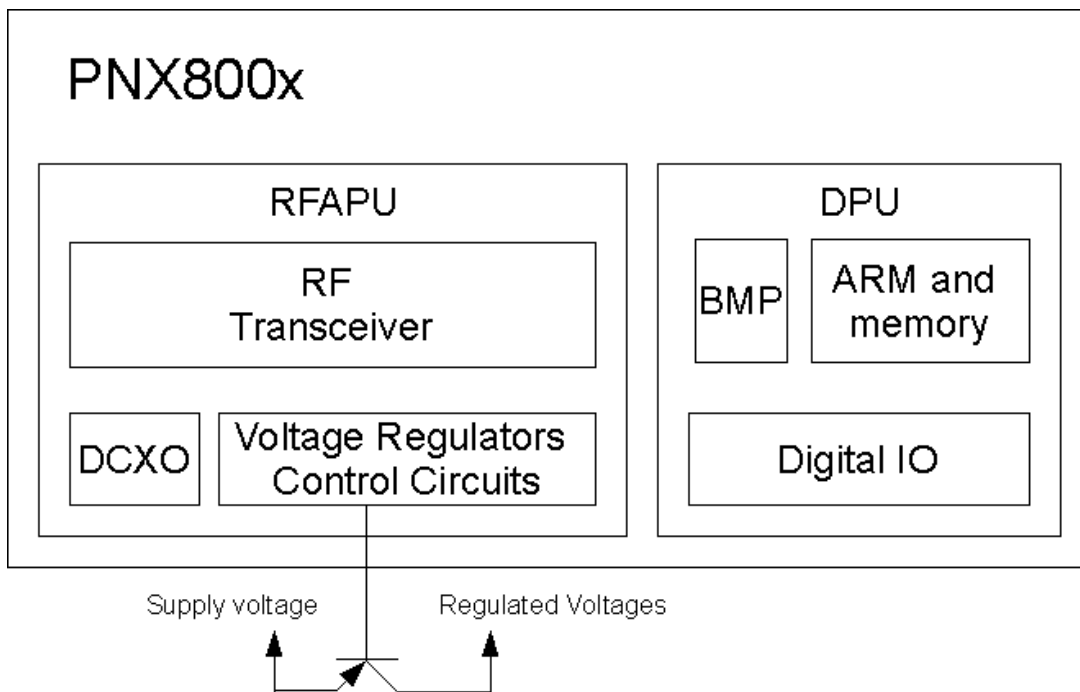 PNX800x
RFAPU
RF
Transceiver
DCXO
Voltage Regulators
Control Circuits
DPU
BMP
ARM and
memory
Digital IO
Supply voltage
Regulated Voltages